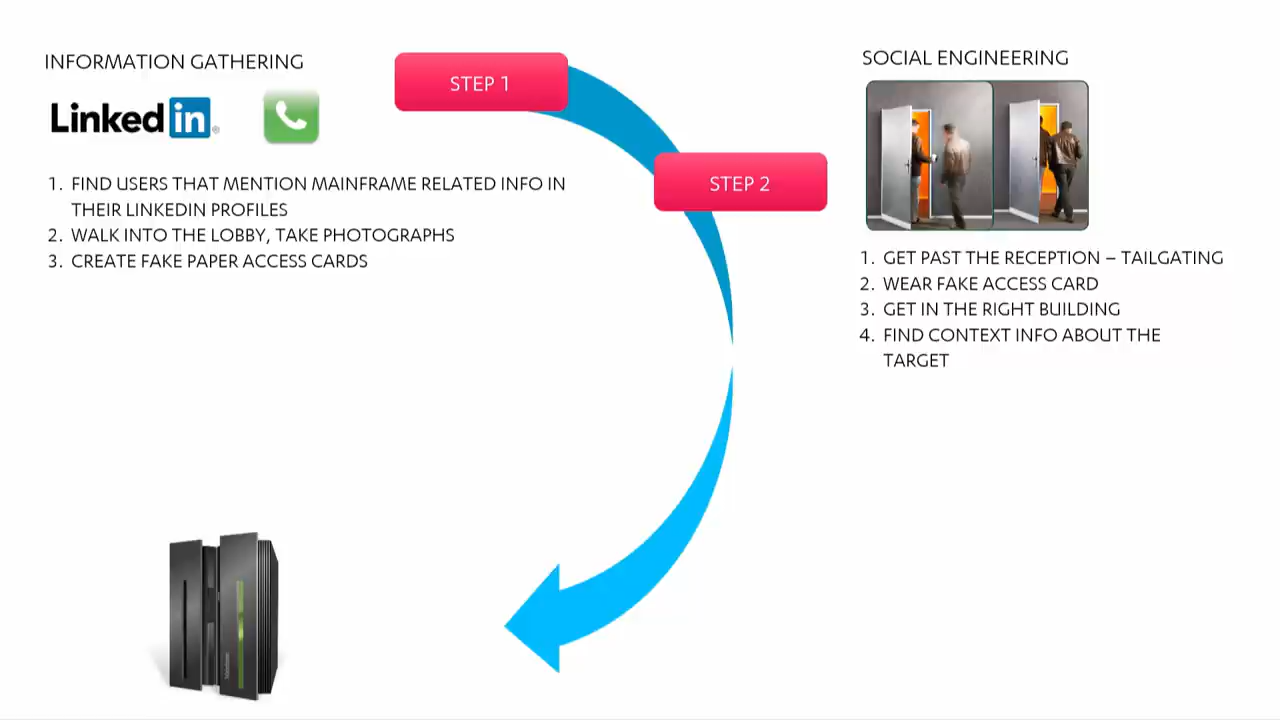 INFORMATION GATHERING
Linked in
1. FIND USERS THAT MENTION MAINFRAME RELATED INFO IN
THEIR LINKEDIN PROFILES
2. WALK INTO THE LOBBY, TAKE PHOTOGRAPHS
3. CREATE FAKE PAPER ACCESS CARDS
STEP 1
STEP 2
SOCIAL ENGINEERING
1. GET PAST THE RECEPTION – TAILGATING
2. WEAR FAKE ACCESS CARD
3. GET IN THE RIGHT BUILDING
4. FIND CONTEXT INFO ABOUT THE
TARGET